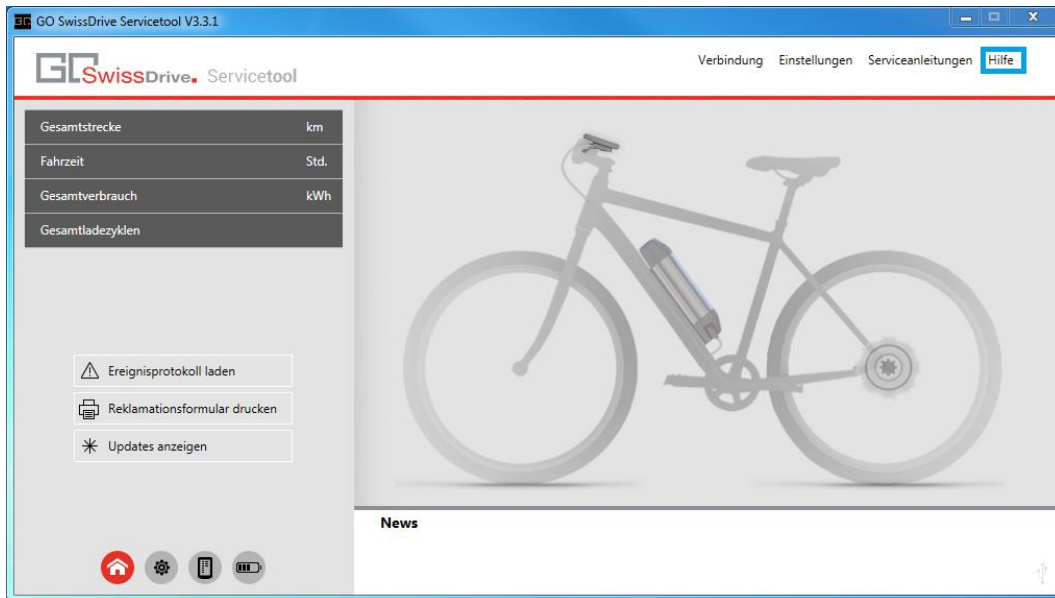 GO SwissDrive Servicetool V3.3.1
GO SwissDrive. Servicetool
Verbindung Einstellungen Serviceanleitungen Hilfe
Gesamtstrecke km
Fahrzeit Std.
Gesamtverbrauch kWh
Gesamtladezyklen
Ereignisprotokoll laden
Reklamationsformular drucken
Updates anzeigen
News